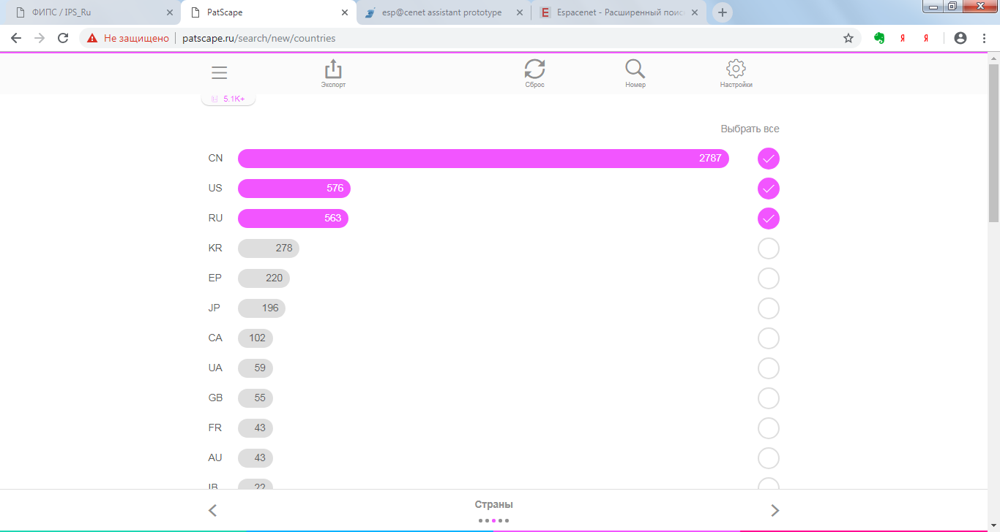 ФИПС / IPS_Ru
PatScape
esp@cenet assistant prototype
Espacenet - Расширенный поис
Не защищено
patscape.ru/search/new/countries
Экспорт
Сброс
Номер
Настройки
5.1K+
Выбрать все
CN 2787
US 576
RU 563
KR 278
EP 220
JP 196
CA 102
UA 59
GB 55
FR 43
AU 43
IB 22
Страны